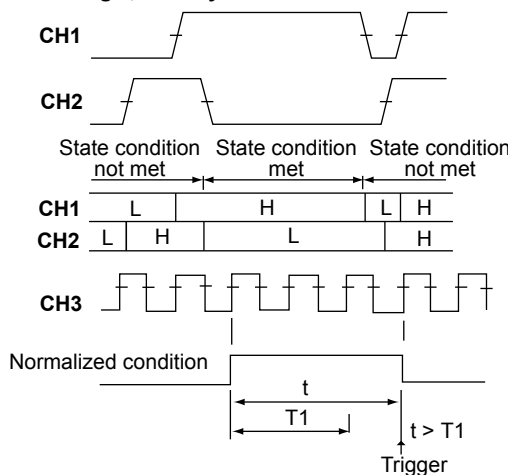 CH1
CH2
State condition not met
State condition met
State condition not met
CH1 L H L H
CH2 L H L H
CH3
Normalized condition
t
T1
t > T1
Trigger